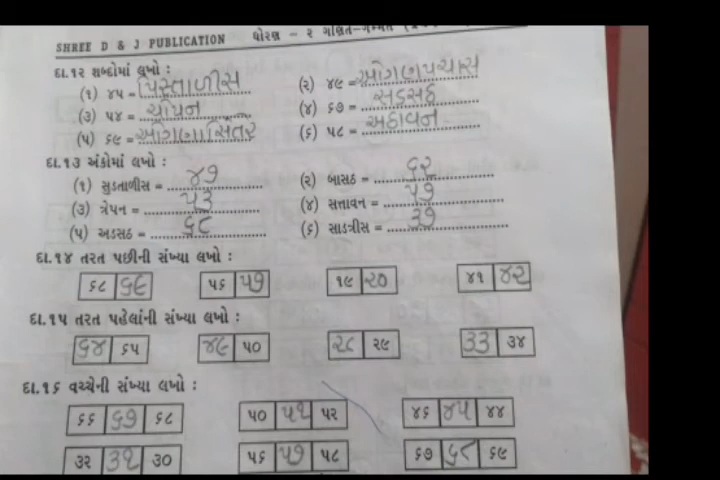 SHREE D & J PUBLICATION ધોરણ - ૨ ગણિત-ગમ્મત
દા.૧૨ શબ્દોમાં લખો :
(૧) ૪૫ = પિસ્તાળીસ (૨) ૪૯ = ઓગણપચાસ
(૩) ૫૪ = ચોપન (૪) ૬૭ = સડસઠ
(૫) ૬૯ = ઓગણાસિતેર (૬) ૫૮ = અઠાવન
દા.૧૩ અંકોમાં લખો :
(૧) સુડતાળીસ = ૪૭ (૨) બાસઠ = ૬૨
(૩) ત્રેપન = ૫૩ (૪) સત્તાવન = ૫૭
(૫) અડસઠ = ૬૮ (૬) સાડત્રીસ = ૩૭
દા.૧૪ તરત પછીની સંખ્યા લખો :
૬૮ ૬૯ ૫૬ ૫૭ ૧૯ ૨૦ ૪૧ ૪૨
દા.૧૫ તરત પહેલાંની સંખ્યા લખો :
૬૪ ૬૫ ૪૯ ૫૦ ૨૮ ૨૯ ૩૩ ૩૪
દા.૧૬ વચ્ચેની સંખ્યા લખો :
૬૬ ૬૭ ૬૮ ૫૦ ૫૧ ૫૨ ૪૬ ૪૫ ૪૪
૩૨ ૩૧ ૩૦ ૫૬ ૫૭ ૫૮ ૬૭ ૬૮ ૬૯